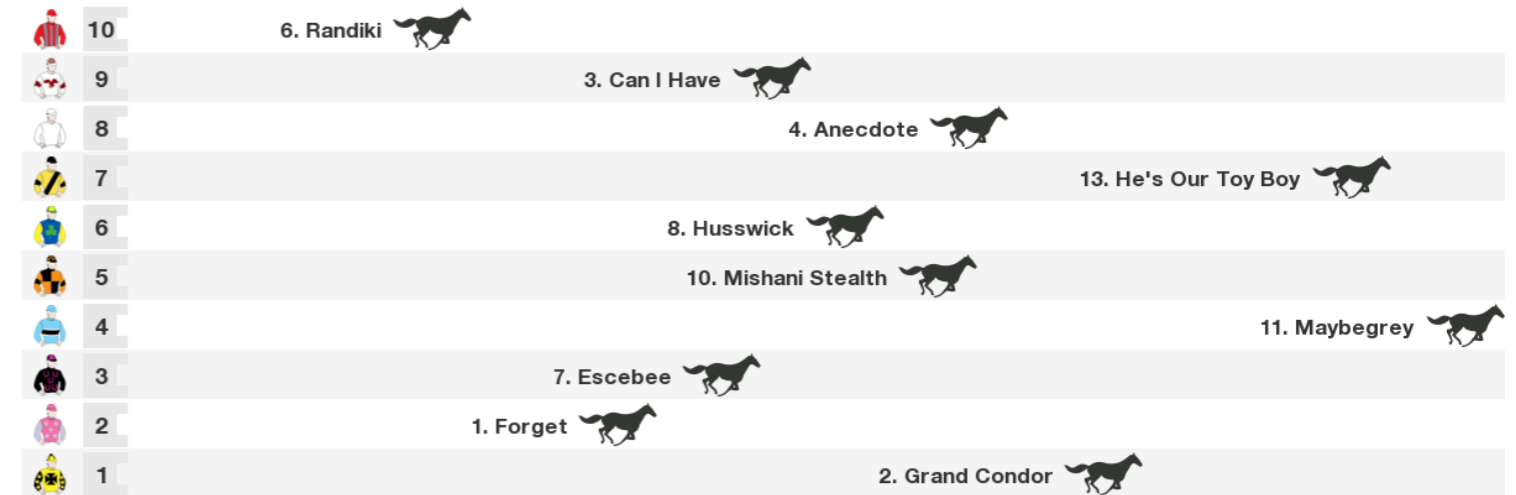 10 6. Randiki
9 3. Can I Have
8 4. Anecdote
7 13. He's Our Toy Boy
6 8. Husswick
5 10. Mishani Stealth
4 11. Maybegrey
3 7. Escebee
2 1. Forget
1 2. Grand Condor